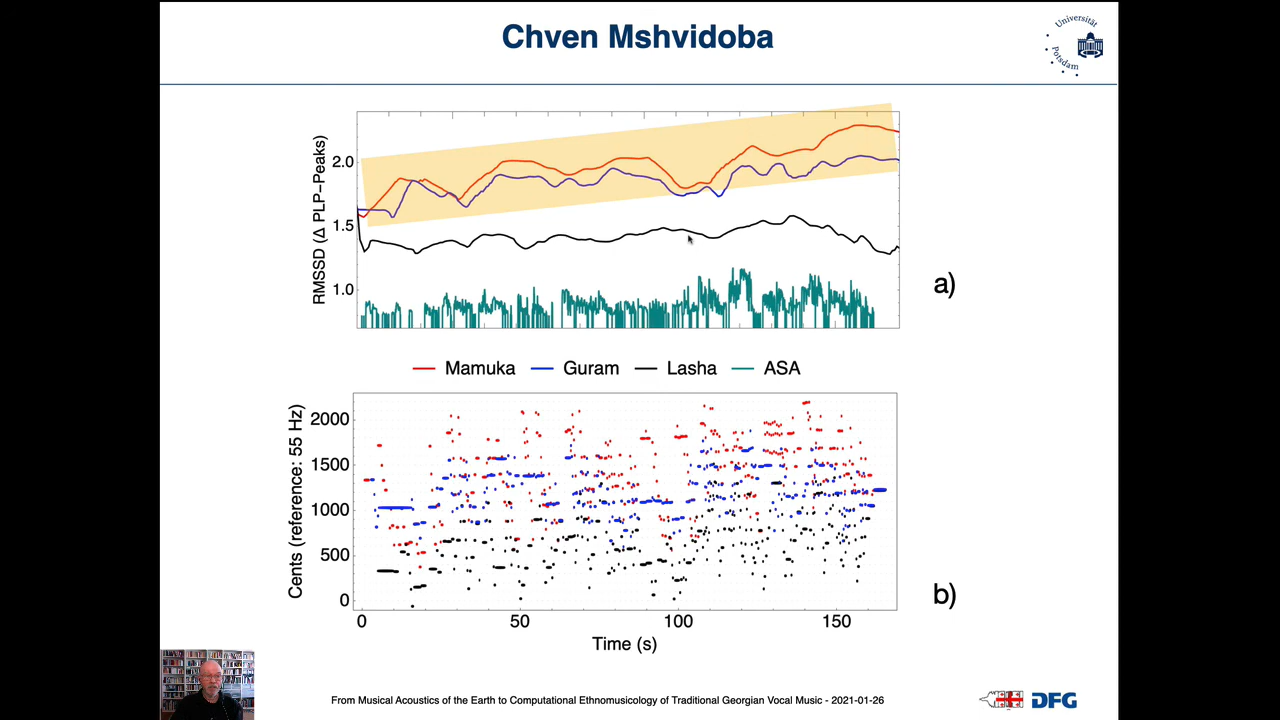 Chven Mshvidoba
Universität
Potsdam
RMSSD (Δ PLP-Peaks)
2.0
1.5
1.0
a)
Mamuka Guram Lasha ASA
Cents (reference: 55 Hz)
2000
1500
1000
500
0
b)
0 50 100 150
Time (s)
From Musical Acoustics of the Earth to Computational Ethnomusicology of Traditional Georgian Vocal Music - 2021-01-26
DFG